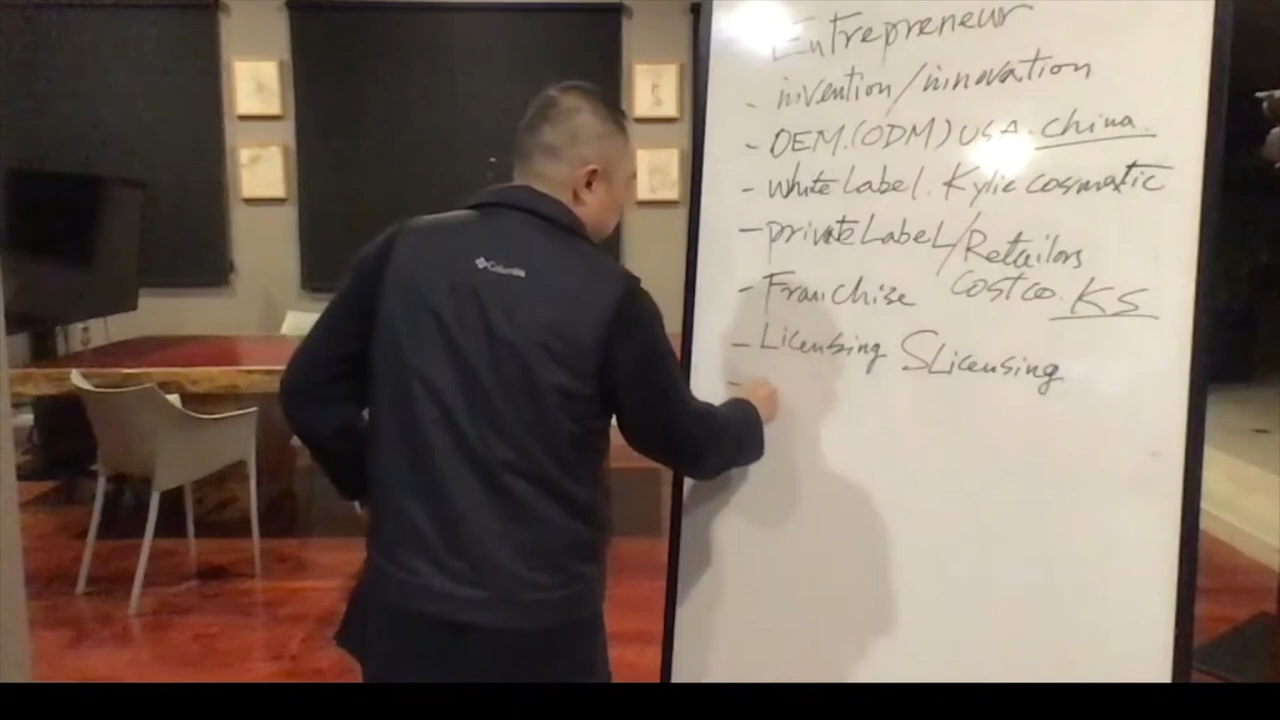 Entrepreneur
- invention/innovation
- OEM.(ODM) USA. China.
- white Label. Kylie cosmatic
- private Label/Retailors
- Franchise Costco. KS
- Licensing SLicensing
-
Columbia